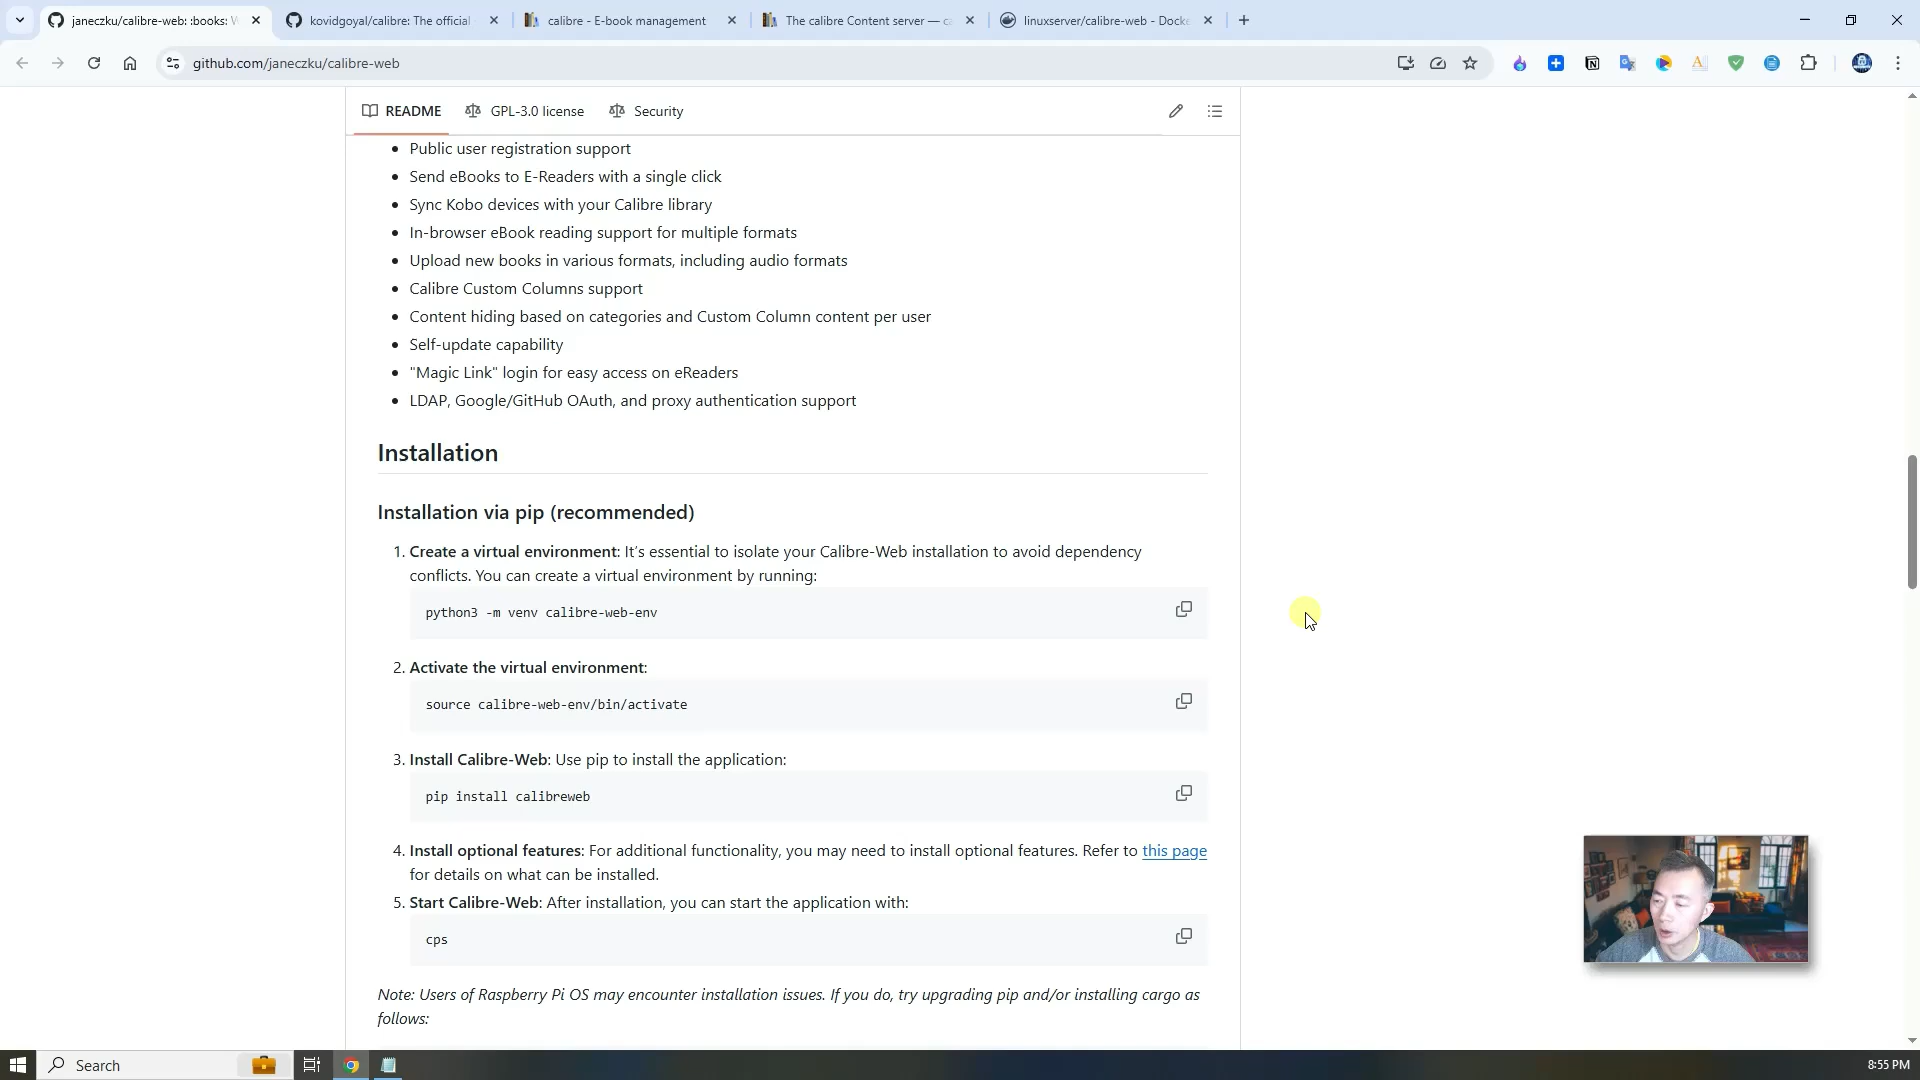 janeczku/calibre-web: :books: W
kovidgoyal/calibre: The official
calibre - E-book management
The calibre Content server — ca
linuxserver/calibre-web - Docke
github.com/janeczku/calibre-web
README
GPL-3.0 license
Security
Public user registration support
Send eBooks to E-Readers with a single click
Sync Kobo devices with your Calibre library
In-browser eBook reading support for multiple formats
Upload new books in various formats, including audio formats
Calibre Custom Columns support
Content hiding based on categories and Custom Column content per user
Self-update capability
"Magic Link" login for easy access on eReaders
LDAP, Google/GitHub OAuth, and proxy authentication support
Installation
Installation via pip (recommended)
1. Create a virtual environment: It’s essential to isolate your Calibre-Web installation to avoid dependency
conflicts. You can create a virtual environment by running:
python3 -m venv calibre-web-env
2. Activate the virtual environment:
source calibre-web-env/bin/activate
3. Install Calibre-Web: Use pip to install the application:
pip install calibreweb
4. Install optional features: For additional functionality, you may need to install optional features. Refer to this page
for details on what can be installed.
5. Start Calibre-Web: After installation, you can start the application with:
cps
Note: Users of Raspberry Pi OS may encounter installation issues. If you do, try upgrading pip and/or installing cargo as
follows:
Search
8:55 PM